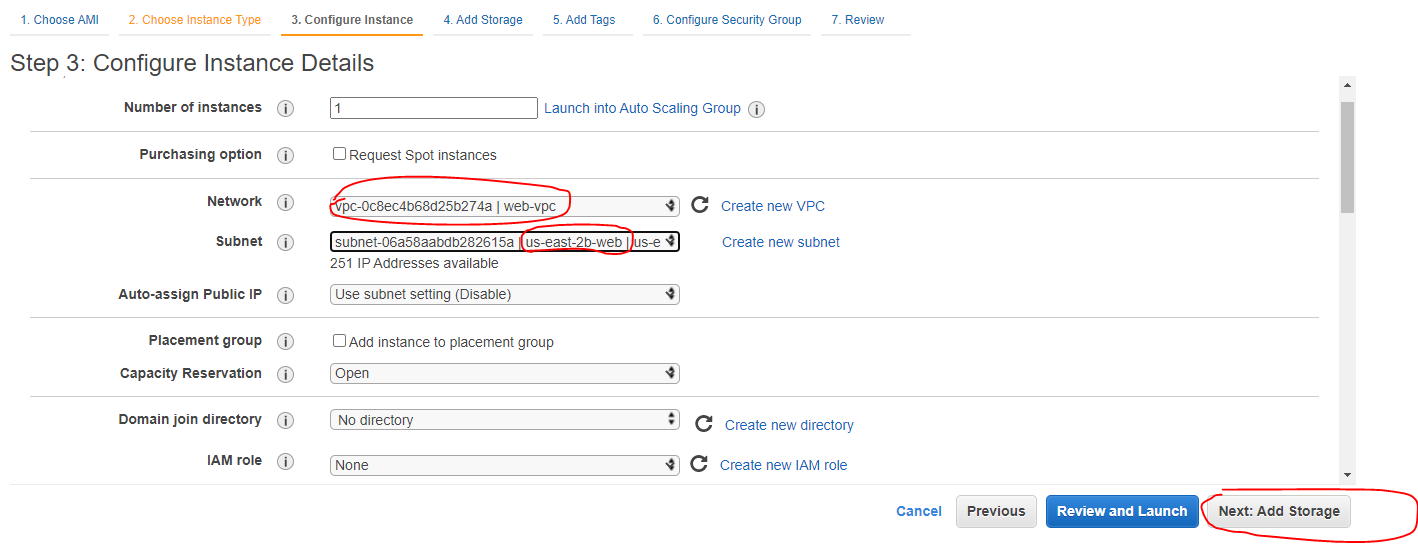 1. Choose AMI 2. Choose Instance Type 3. Configure Instance 4. Add Storage 5. Add Tags 6. Configure Security Group 7. Review
Step 3: Configure Instance Details
Number of instances i 1 Launch into Auto Scaling Group i
Purchasing option i Request Spot instances
Network i vpc-0c8ec4b68d25b274a | web-vpc Create new VPC
Subnet i subnet-06a58aabdb282615a | us-east-2b-web | us-e Create new subnet
251 IP Addresses available
Auto-assign Public IP i Use subnet setting (Disable)
Placement group i Add instance to placement group
Capacity Reservation i Open
Domain join directory i No directory Create new directory
IAM role i None Create new IAM role
Cancel Previous Review and Launch Next: Add Storage